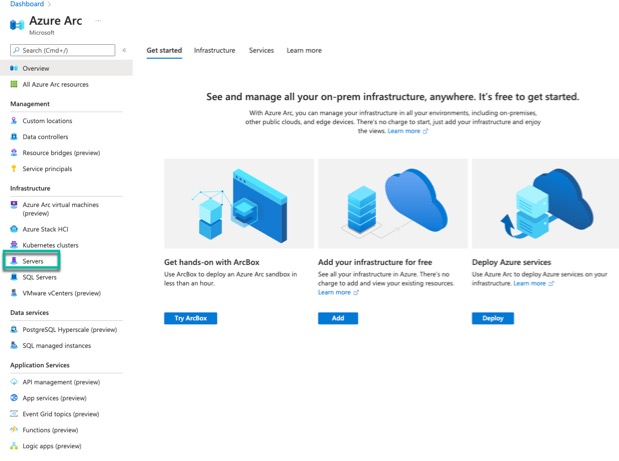 Dashboard >
Azure Arc ...
Microsoft
Search (Cmd+/) «
Overview
All Azure Arc resources
Management
Custom locations
Data controllers
Resource bridges (preview)
Service principals
Infrastructure
Azure Arc virtual machines
(preview)
Azure Stack HCI
Kubernetes clusters
Servers
SQL Servers
VMware vCenters (preview)
Data services
PostgreSQL Hyperscale (preview)
SQL managed instances
Application Services
API management (preview)
App services (preview)
Event Grid topics (preview)
Functions (preview)
Logic apps (preview)
Get started Infrastructure Services Learn more
See and manage all your on-prem infrastructure, anywhere. It's free to get started.
With Azure Arc, you can manage your infrastructure in all your environments, including on-premises,
other public clouds, and edge devices. There's no charge to start, just add your infrastructure and enjoy
the views. Learn more
Get hands-on with ArcBox
Use ArcBox to deploy an Azure Arc sandbox in
less than an hour.
Try ArcBox
Add your infrastructure for free
See all your infrastructure in Azure. There's no
charge to add and view your existing resources.
Learn more
Add
Deploy Azure services
Use Azure Arc to deploy Azure services on your
infrastructure. Learn more
Deploy